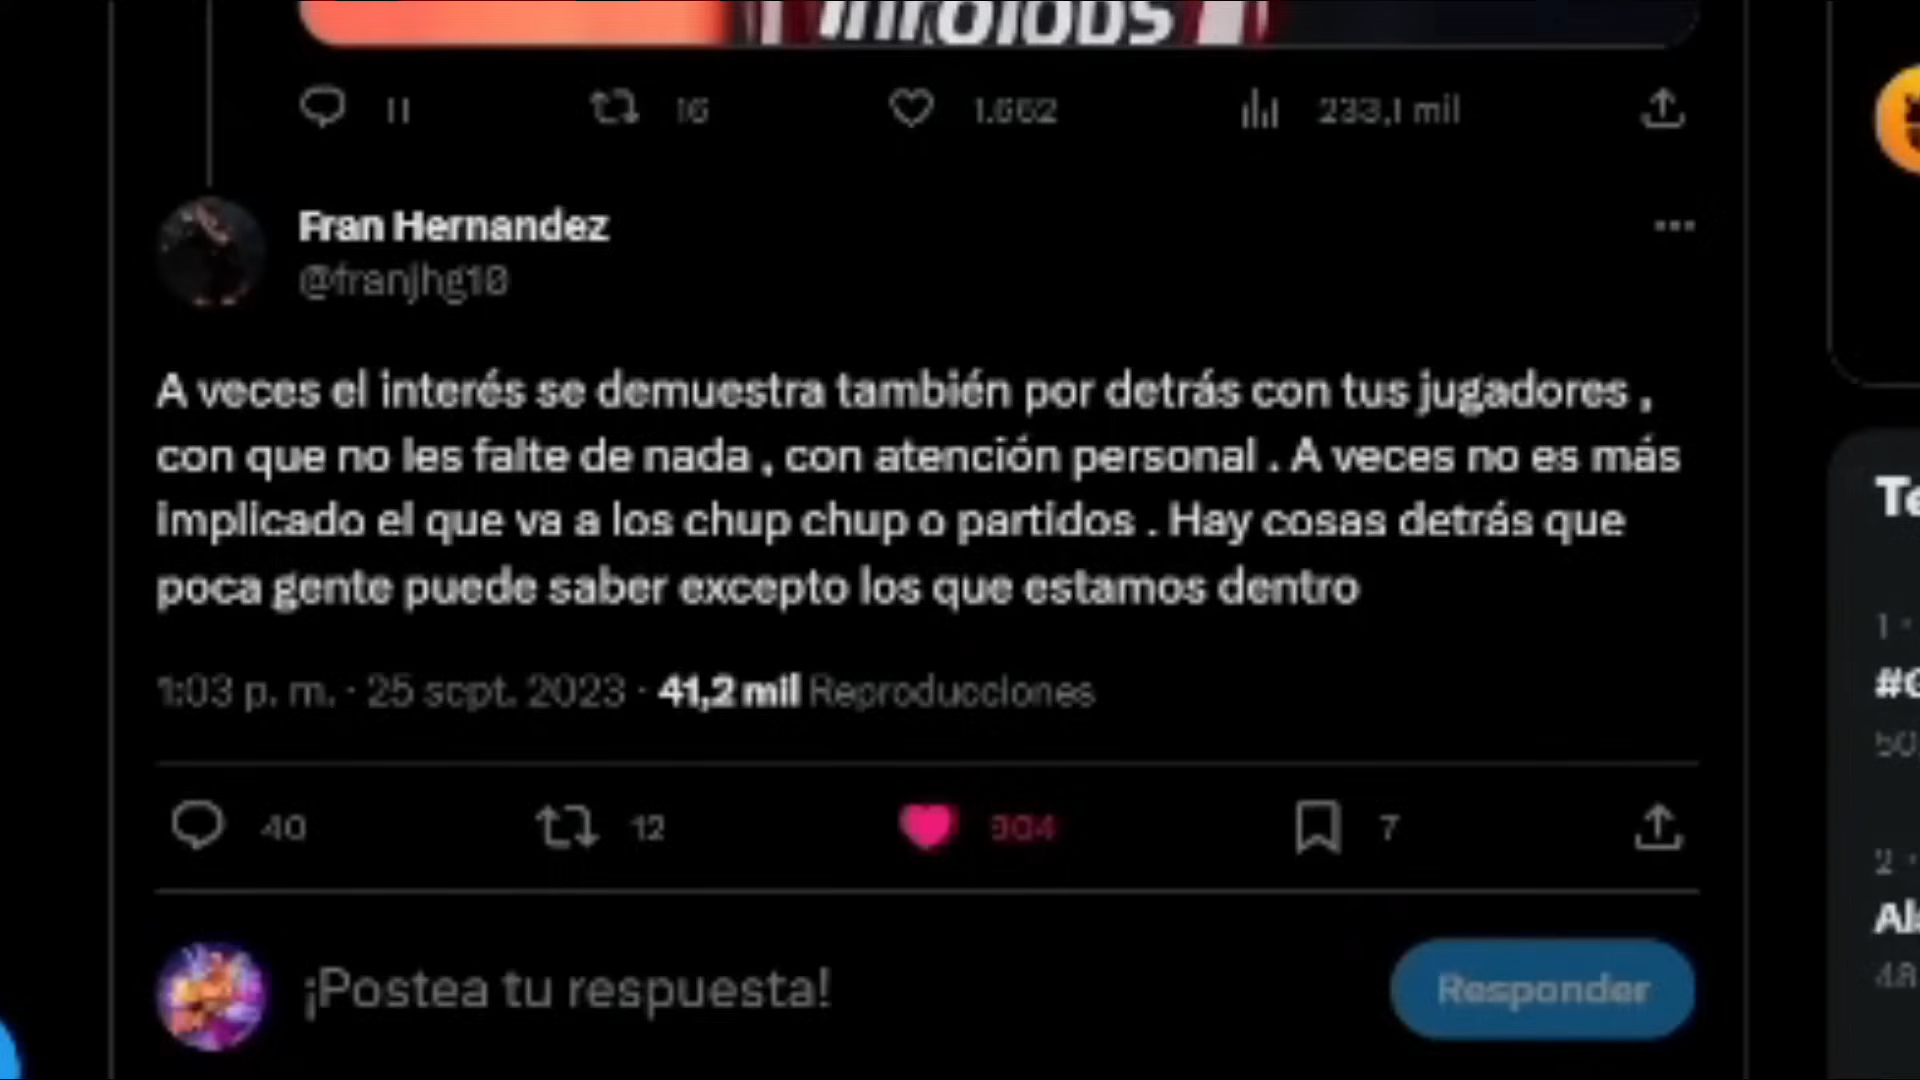 11 16 1.662 233,1 mil
Fran Hernandez
@franjhg10
A veces el interés se demuestra también por detrás con tus jugadores ,
con que no les falte de nada , con atención personal . A veces no es más
implicado el que va a los chup chup o partidos . Hay cosas detrás que
poca gente puede saber excepto los que estamos dentro
1:03 p. m. · 25 sept. 2023 · 41,2 mil Reproducciones
40 12 904 7
¡Postea tu respuesta!
Responder
1 ·
2 ·